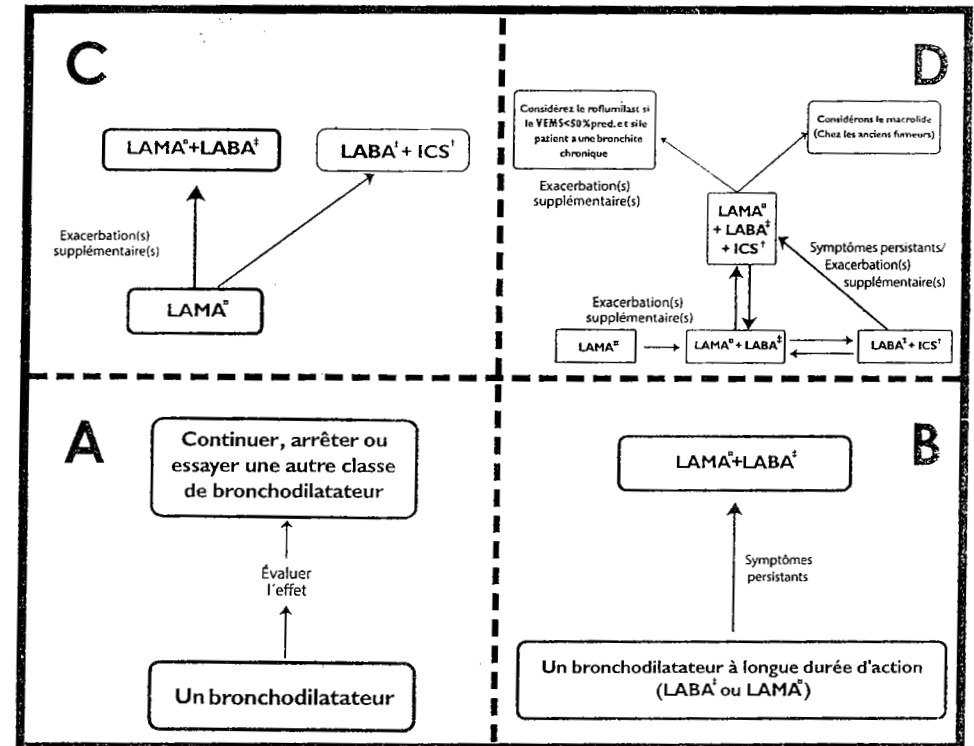 C
LAMA¤+LABA‡
LABA‡ + ICS†
Exacerbation(s)
supplémentaire(s)
LAMA¤
D
Considérez le roflumilast si
le VEMS<50%pred. et si le
patient a une bronchite
chronique
Considérons le macrolide
(Chez les anciens fumeurs)
Exacerbation(s)
supplémentaire(s)
LAMA¤
+ LABA‡
+ ICS†
Symptômes persistants/
Exacerbation(s)
supplémentaire(s)
Exacerbation(s)
supplémentaire(s)
LAMA¤
LAMA¤ + LABA‡
LABA‡ + ICS†
A
Continuer, arrêter ou
essayer une autre classe
de bronchodilatateur
Évaluer
l'effet
Un bronchodilatateur
B
LAMA¤+LABA‡
Symptômes
persistants
Un bronchodilatateur à longue durée d'action
(LABA‡ ou LAMA¤)